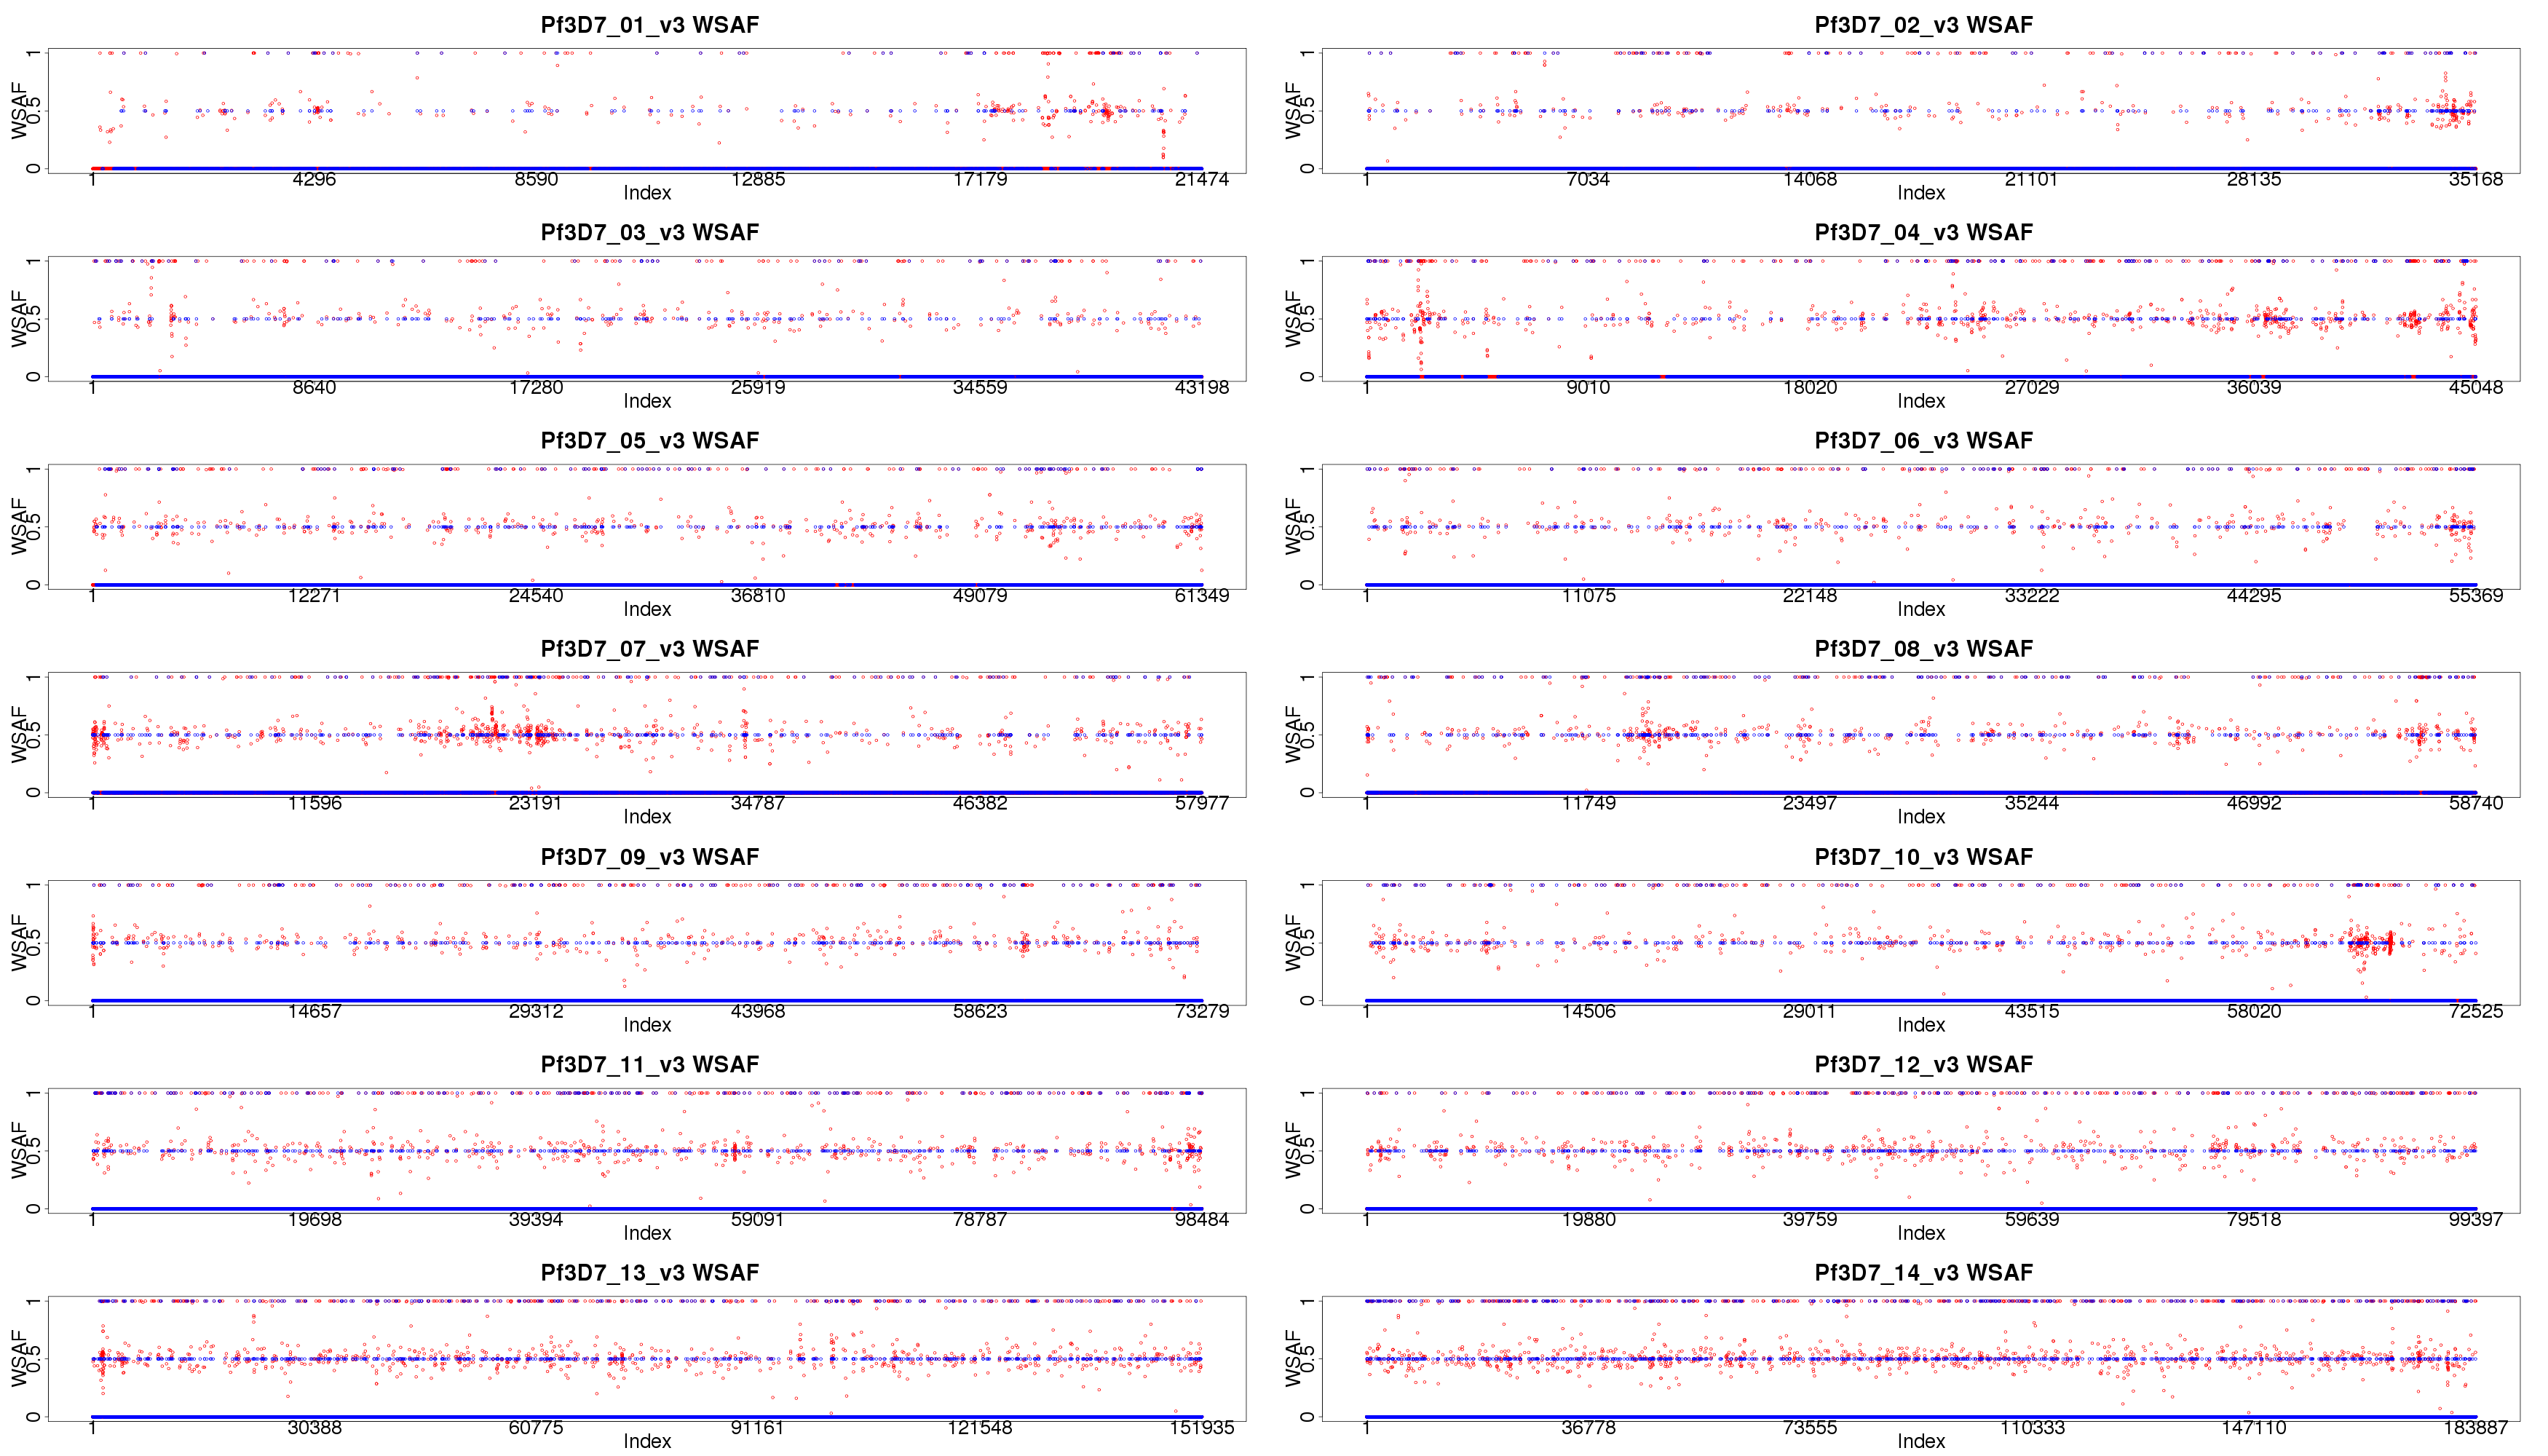 Pf3D7_01_v3 WSAF
WSAF
1
0.5
0
1 4296 8590 12885 17179 21474
Index
Pf3D7_02_v3 WSAF
WSAF
1
0.5
0
1 7034 14068 21101 28135 35168
Index
Pf3D7_03_v3 WSAF
WSAF
1
0.5
0
1 8640 17280 25919 34559 43198
Index
Pf3D7_04_v3 WSAF
WSAF
1
0.5
0
1 9010 18020 27029 36039 45048
Index
Pf3D7_05_v3 WSAF
WSAF
1
0.5
0
1 12271 24540 36810 49079 61349
Index
Pf3D7_06_v3 WSAF
WSAF
1
0.5
0
1 11075 22148 33222 44295 55369
Index
Pf3D7_07_v3 WSAF
WSAF
1
0.5
0
1 11596 23191 34787 46382 57977
Index
Pf3D7_08_v3 WSAF
WSAF
1
0.5
0
1 11749 23497 35244 46992 58740
Index
Pf3D7_09_v3 WSAF
WSAF
1
0.5
0
1 14657 29312 43968 58623 73279
Index
Pf3D7_10_v3 WSAF
WSAF
1
0.5
0
1 14506 29011 43515 58020 72525
Index
Pf3D7_11_v3 WSAF
WSAF
1
0.5
0
1 19698 39394 59091 78787 98484
Index
Pf3D7_12_v3 WSAF
WSAF
1
0.5
0
1 19880 39759 59639 79518 99397
Index
Pf3D7_13_v3 WSAF
WSAF
1
0.5
0
1 30388 60775 91161 121548 151935
Index
Pf3D7_14_v3 WSAF
WSAF
1
0.5
0
1 36778 73555 110333 147110 183887
Index